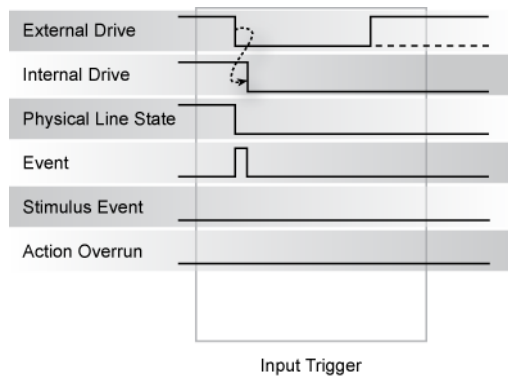 External Drive
Internal Drive
Physical Line State
Event
Stimulus Event
Action Overrun
Input Trigger